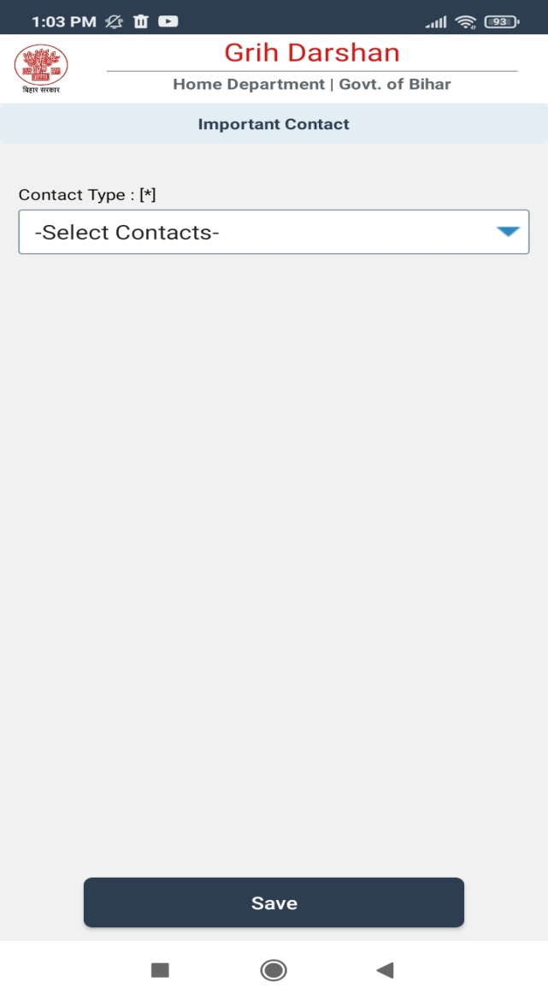 1:03 PM
93
Grih Darshan
बिहार सरकार
Home Department | Govt. of Bihar
Important Contact
Contact Type : [*]
-Select Contacts-
Save